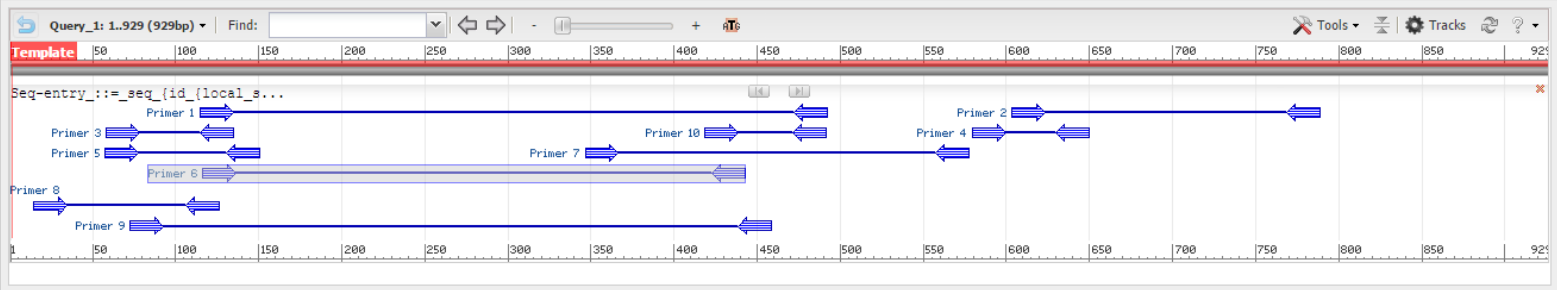 Query_1: 1..929 (929bp) Find: - + ATG Tools Tracks ?
Template 50 100 150 200 250 300 350 400 450 500 550 600 650 700 750 800 850 929
Seq-entry_::=_seq_{id_{local_s...
Primer 1 Primer 2
Primer 3 Primer 10 Primer 4
Primer 5 Primer 7
Primer 6
Primer 8
Primer 9
1 50 100 150 200 250 300 350 400 450 500 550 600 650 700 750 800 850 929